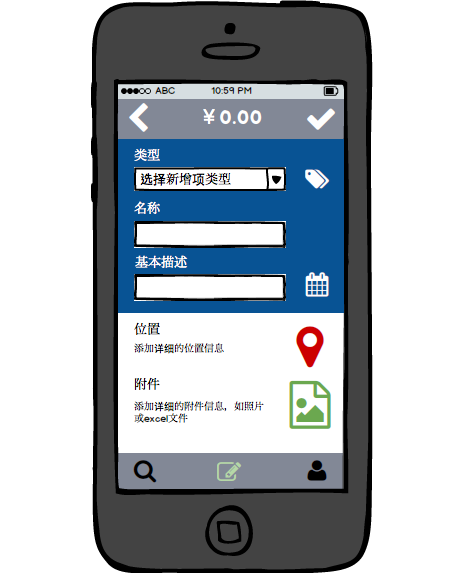 ABC 10:59 PM
￥0.00
类型
选择新增项类型
名称
基本描述
位置
添加详细的位置信息
附件
添加详细的附件信息，如照片
或excel文件